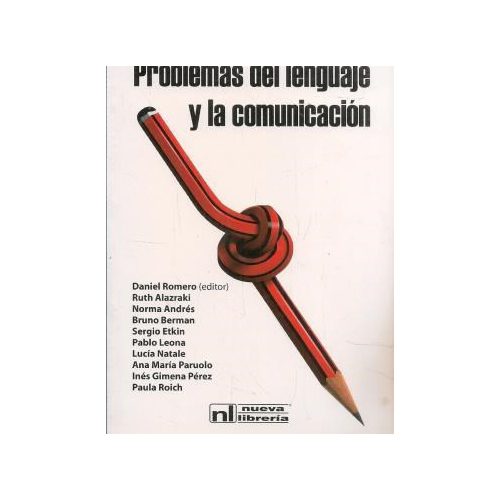 Problemas del lenguaje
y la comunicación
Daniel Romero (editor)
Ruth Alazraki
Norma Andrés
Bruno Berman
Sergio Etkin
Pablo Leona
Lucía Natale
Ana María Paruolo
Inés Gimena Pérez
Paula Roich
nl nueva
librería